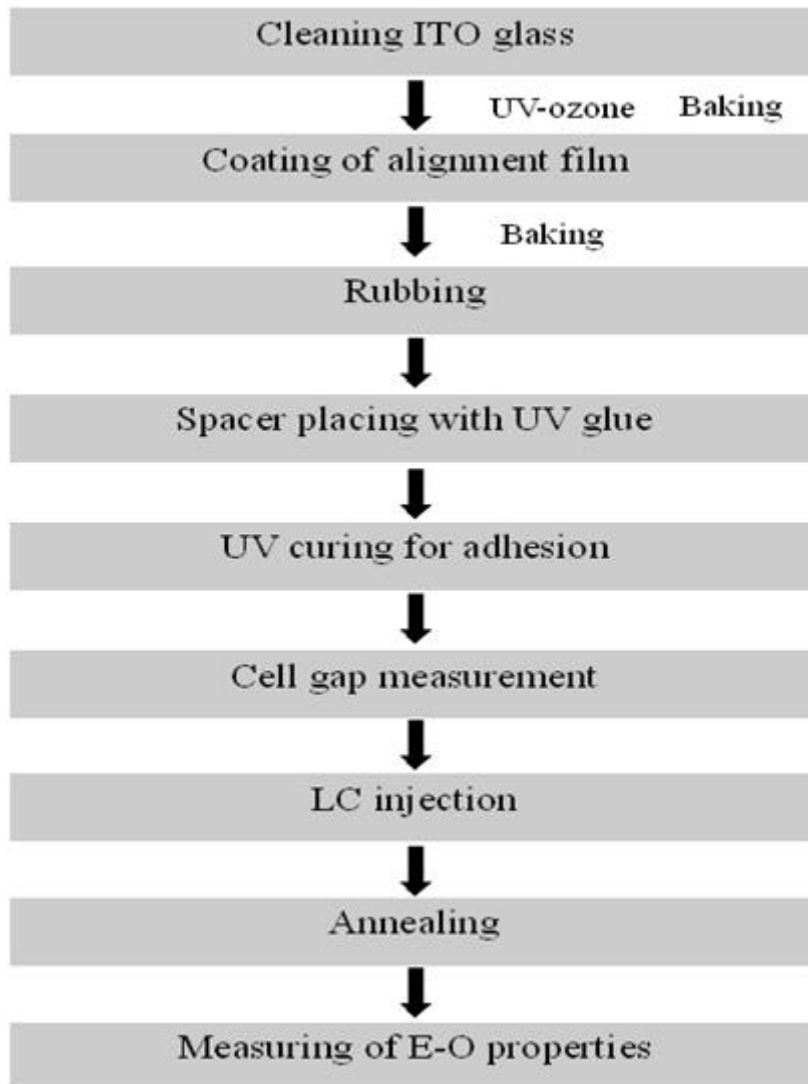 Cleaning ITO glass
UV-ozone Baking
Coating of alignment film
Baking
Rubbing
Spacer placing with UV glue
UV curing for adhesion
Cell gap measurement
LC injection
Annealing
Measuring of E-O properties